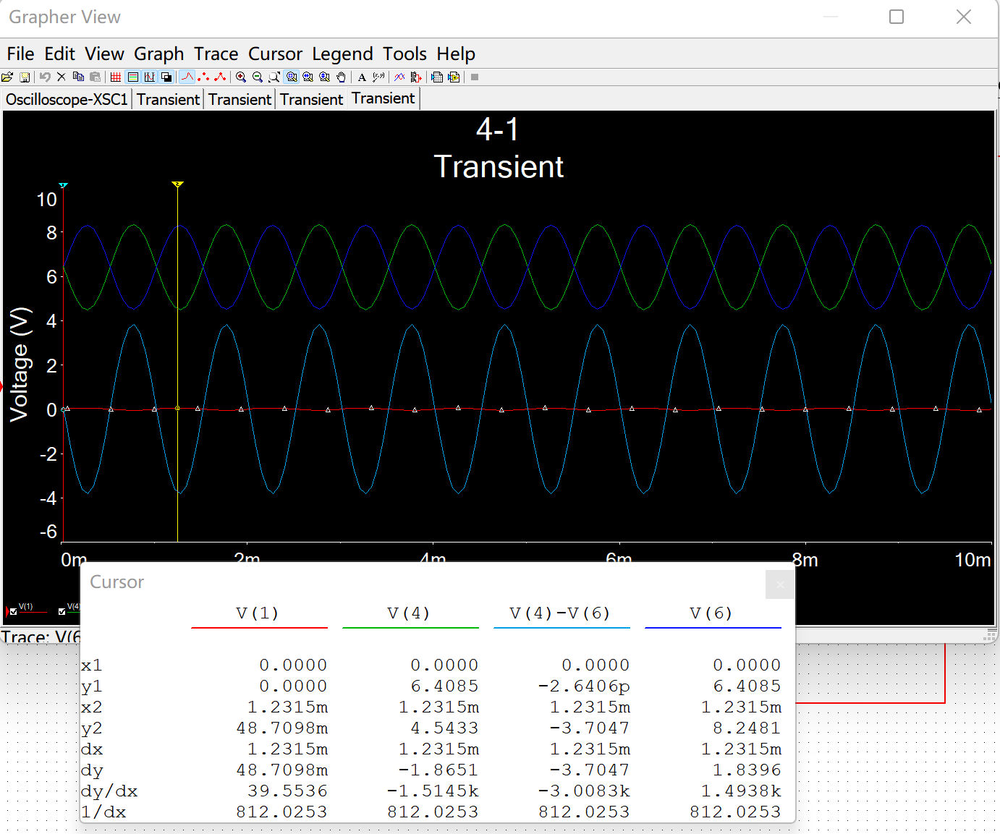 Grapher View
File Edit View Graph Trace Cursor Legend Tools Help
Oscilloscope-XSC1 Transient Transient Transient Transient
4-1
Transient
Voltage (V)
10
8
6
4
2
0
-2
-4
-6
0m 2m 4m 6m 8m 10m
V(1) V(4)
Trace: V(6
Cursor
V(1) V(4) V(4)-V(6) V(6)
x1 0.0000 0.0000 0.0000 0.0000
y1 0.0000 6.4085 -2.6406p 6.4085
x2 1.2315m 1.2315m 1.2315m 1.2315m
y2 48.7098m 4.5433 -3.7047 8.2481
dx 1.2315m 1.2315m 1.2315m 1.2315m
dy 48.7098m -1.8651 -3.7047 1.8396
dy/dx 39.5536 -1.5145k -3.0083k 1.4938k
1/dx 812.0253 812.0253 812.0253 812.0253